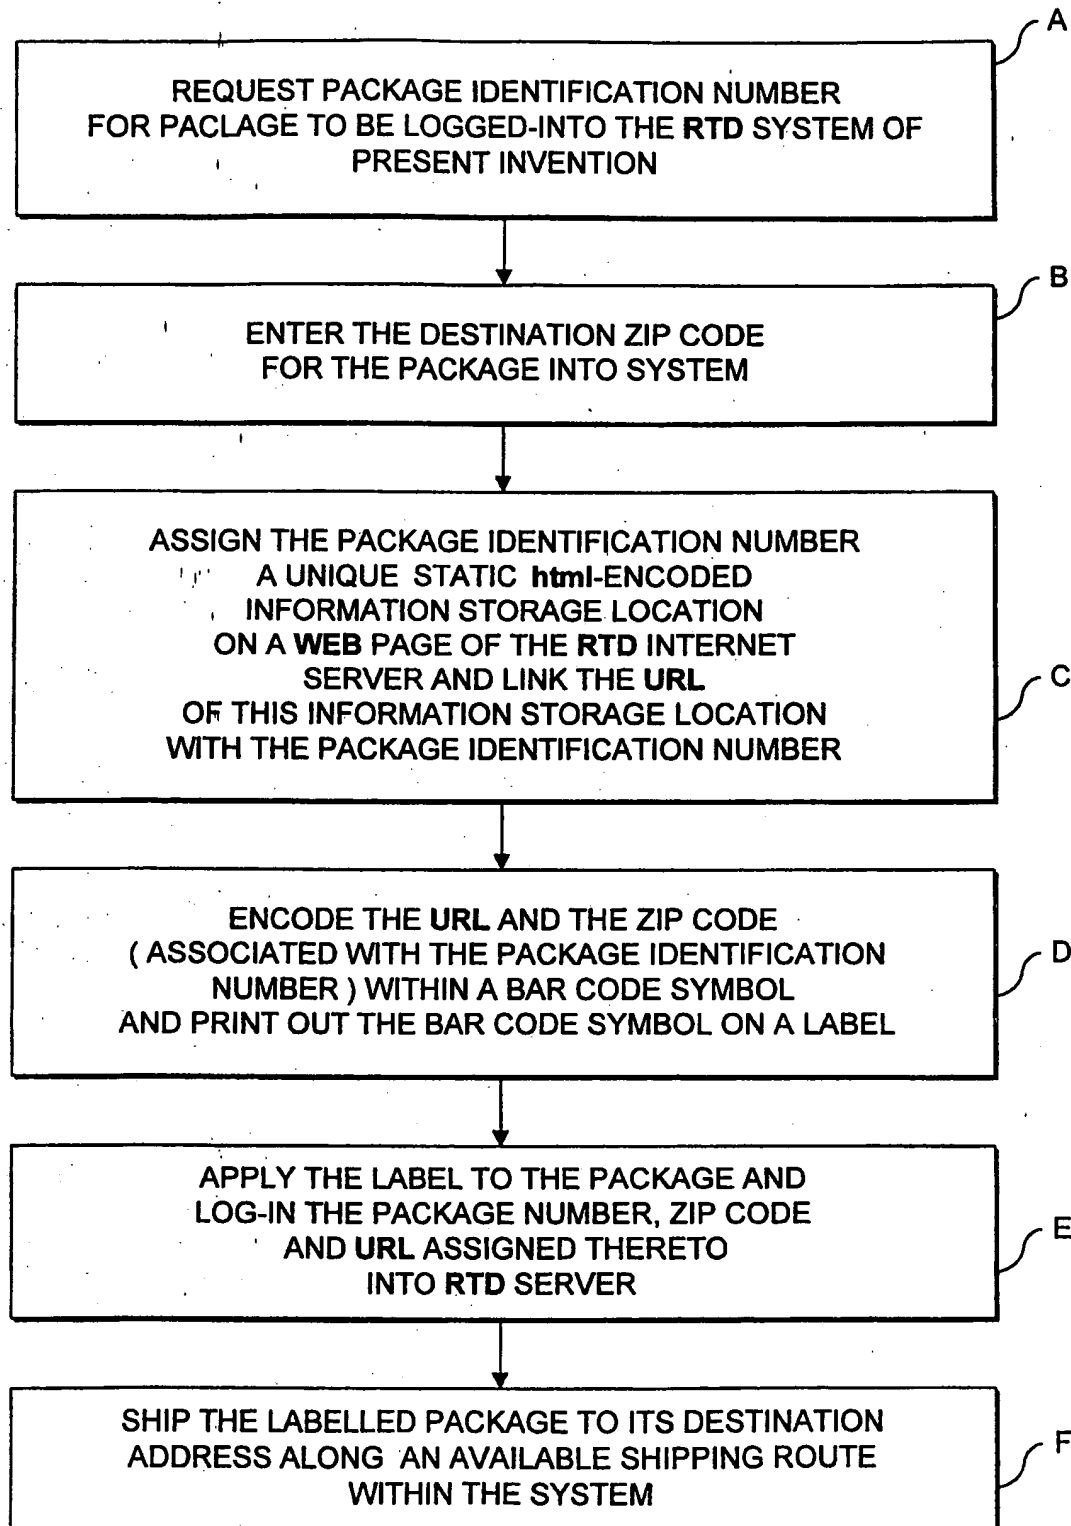 A
REQUEST PACKAGE IDENTIFICATION NUMBER
FOR PACLAGE TO BE LOGGED-INTO THE RTD SYSTEM OF
PRESENT INVENTION
B
ENTER THE DESTINATION ZIP CODE
FOR THE PACKAGE INTO SYSTEM
ASSIGN THE PACKAGE IDENTIFICATION NUMBER
A UNIQUE STATIC html-ENCODED
INFORMATION STORAGE LOCATION
ON A WEB PAGE OF THE RTD INTERNET
SERVER AND LINK THE URL
OF THIS INFORMATION STORAGE LOCATION
WITH THE PACKAGE IDENTIFICATION NUMBER
C
ENCODE THE URL AND THE ZIP CODE
( ASSOCIATED WITH THE PACKAGE IDENTIFICATION
NUMBER ) WITHIN A BAR CODE SYMBOL
AND PRINT OUT THE BAR CODE SYMBOL ON A LABEL
D
APPLY THE LABEL TO THE PACKAGE AND
LOG-IN THE PACKAGE NUMBER, ZIP CODE
AND URL ASSIGNED THERETO
INTO RTD SERVER
E
SHIP THE LABELLED PACKAGE TO ITS DESTINATION
ADDRESS ALONG AN AVAILABLE SHIPPING ROUTE
WITHIN THE SYSTEM
F